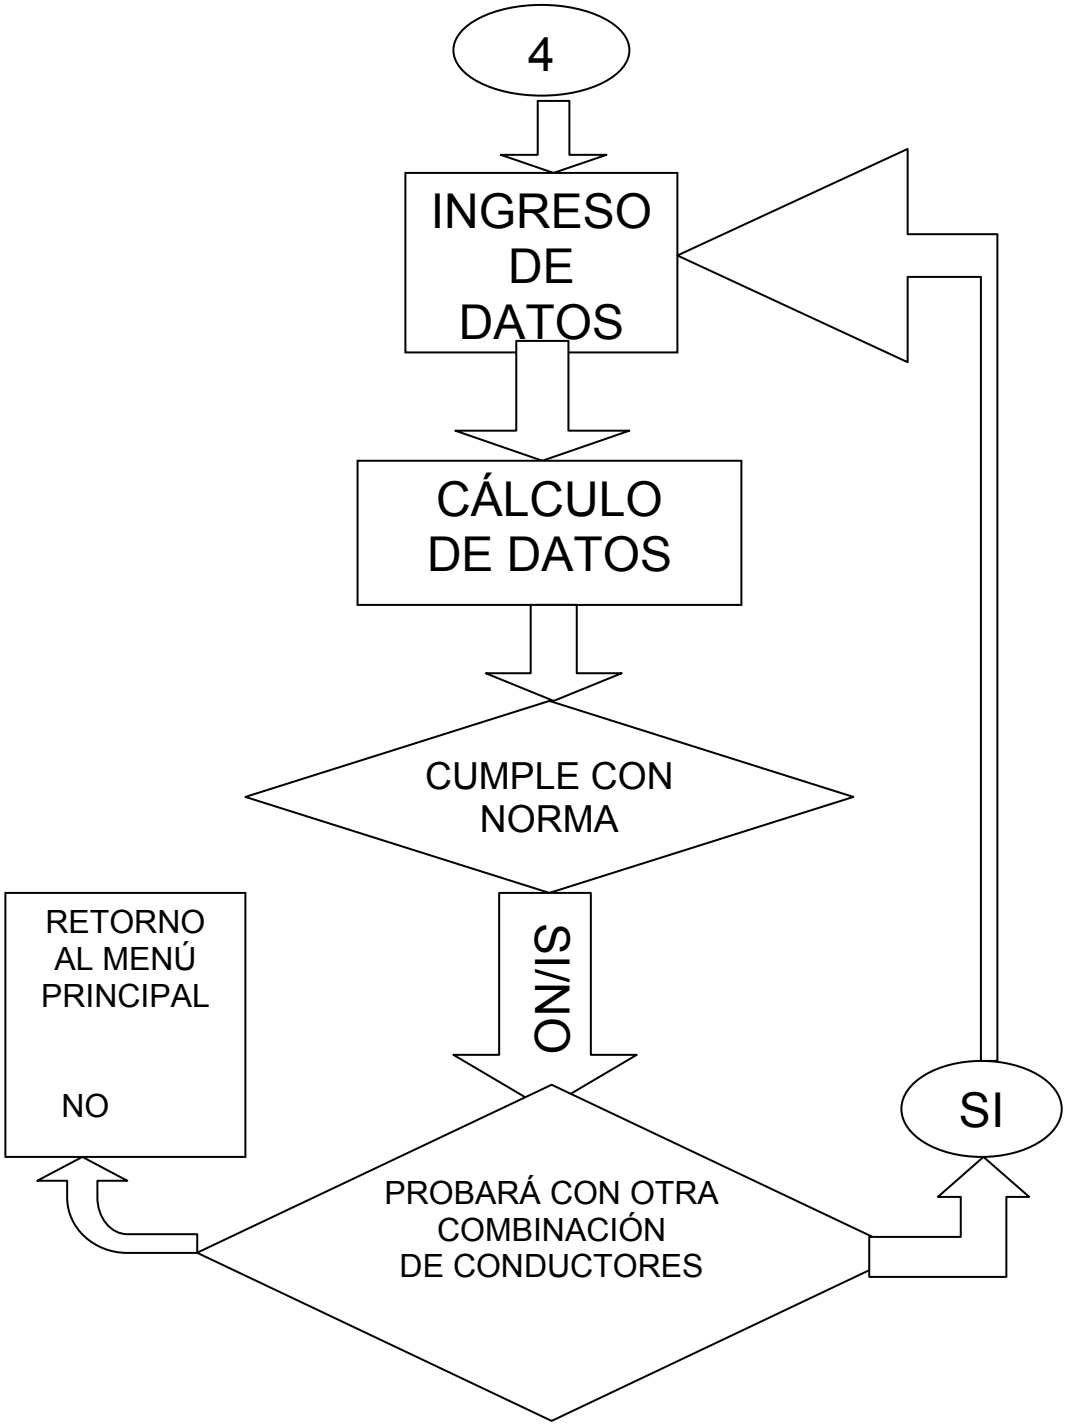 4
INGRESO
DE
DATOS
CÁLCULO
DE DATOS
CUMPLE CON
NORMA
SI/NO
RETORNO
AL MENÚ
PRINCIPAL
NO
SI
PROBARÁ CON OTRA
COMBINACIÓN
DE CONDUCTORES